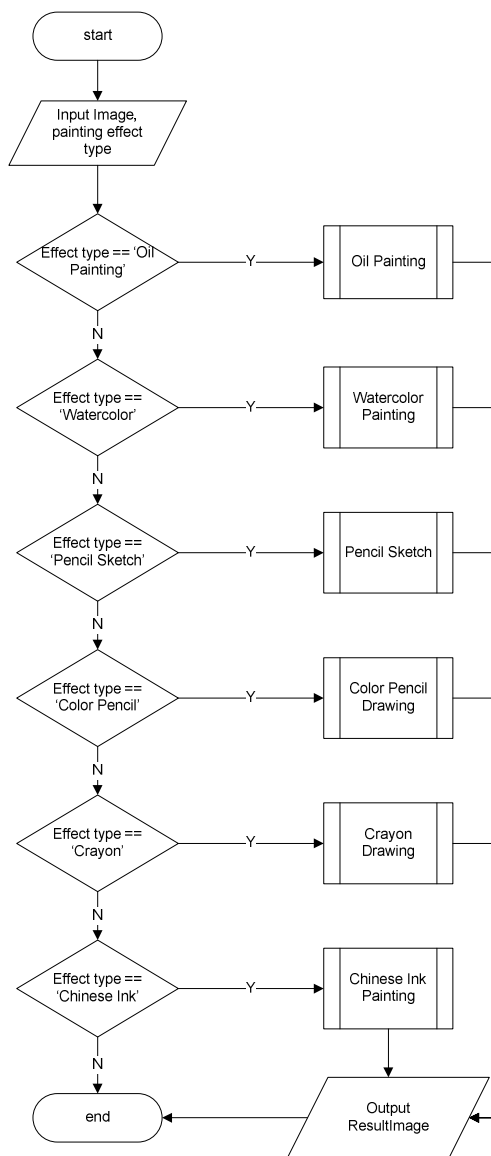 start
Input Image,
painting effect
type
Effect type == ‘Oil
Painting’
Y
Oil Painting
N
Effect type ==
‘Watercolor’
Y
Watercolor
Painting
N
Effect type ==
‘Pencil Sketch’
Y
Pencil Sketch
N
Effect type ==
‘Color Pencil’
Y
Color Pencil
Drawing
N
Effect type ==
‘Crayon’
Y
Crayon
Drawing
N
Effect type ==
‘Chinese Ink’
Y
Chinese Ink
Painting
N
end
Output
ResultImage